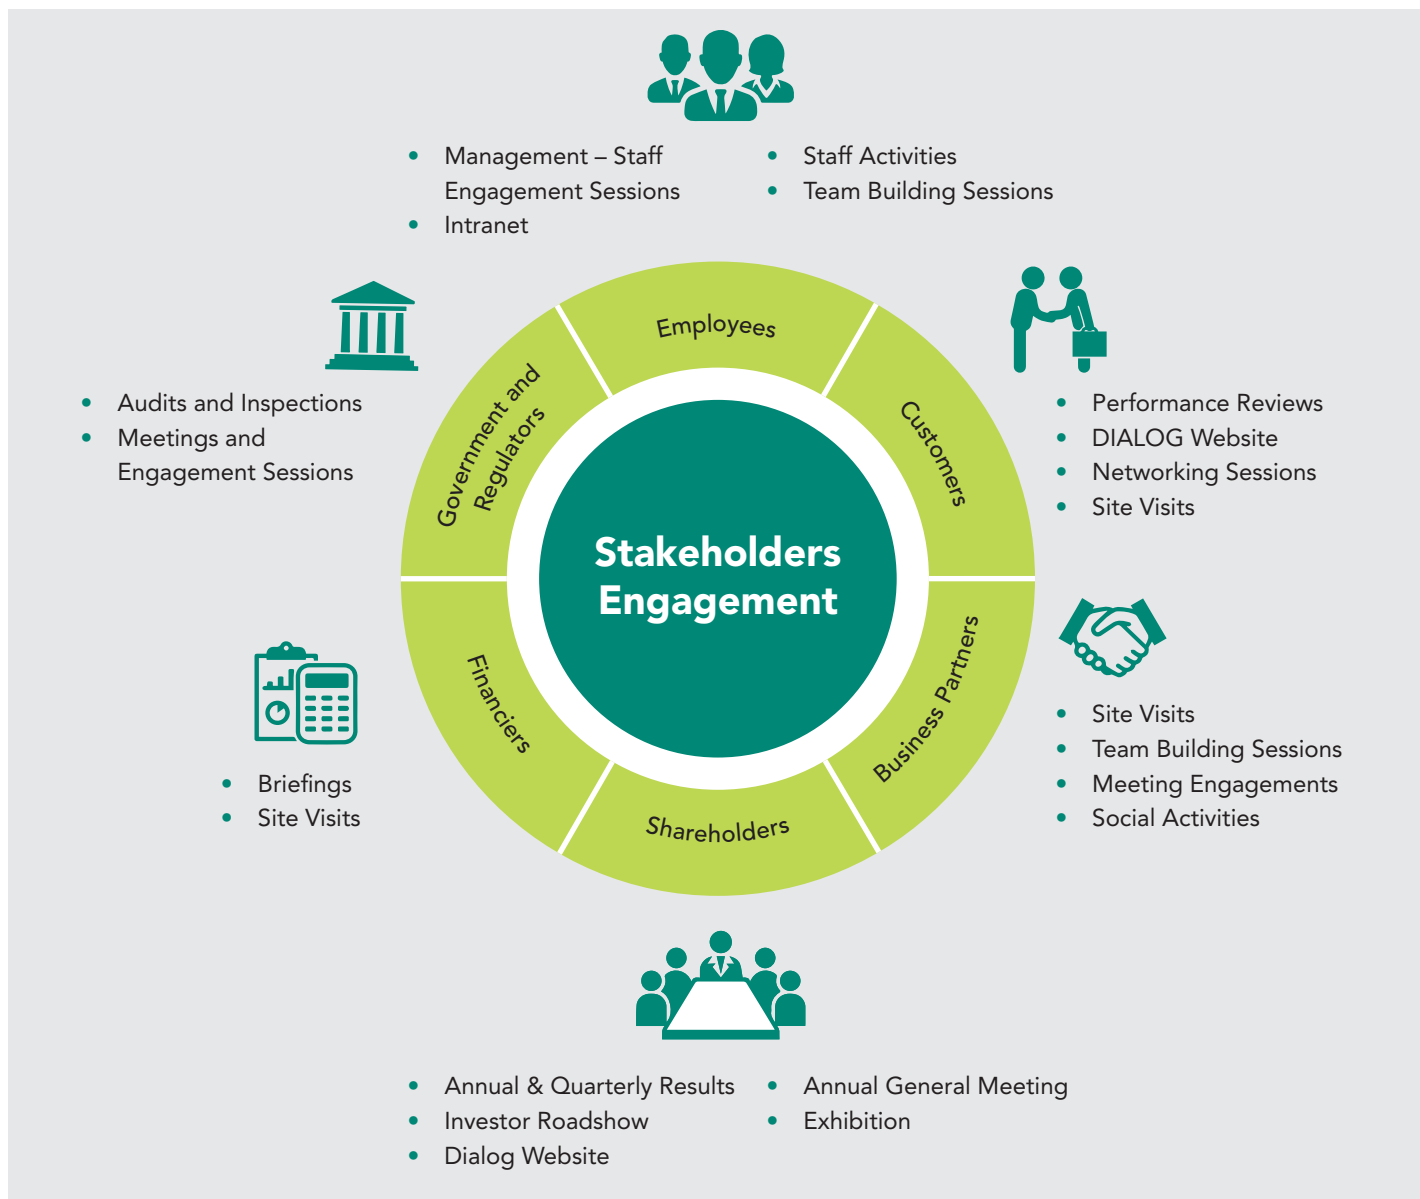 • Management – Staff
Engagement Sessions
• Intranet
• Staff Activities
• Team Building Sessions
Employees
Government and
Regulators
Customers
• Audits and Inspections
• Meetings and
Engagement Sessions
• Performance Reviews
• DIALOG Website
• Networking Sessions
• Site Visits
Stakeholders
Engagement
Financiers
Business Partners
Shareholders
• Briefings
• Site Visits
• Site Visits
• Team Building Sessions
• Meeting Engagements
• Social Activities
• Annual & Quarterly Results
• Investor Roadshow
• Dialog Website
• Annual General Meeting
• Exhibition